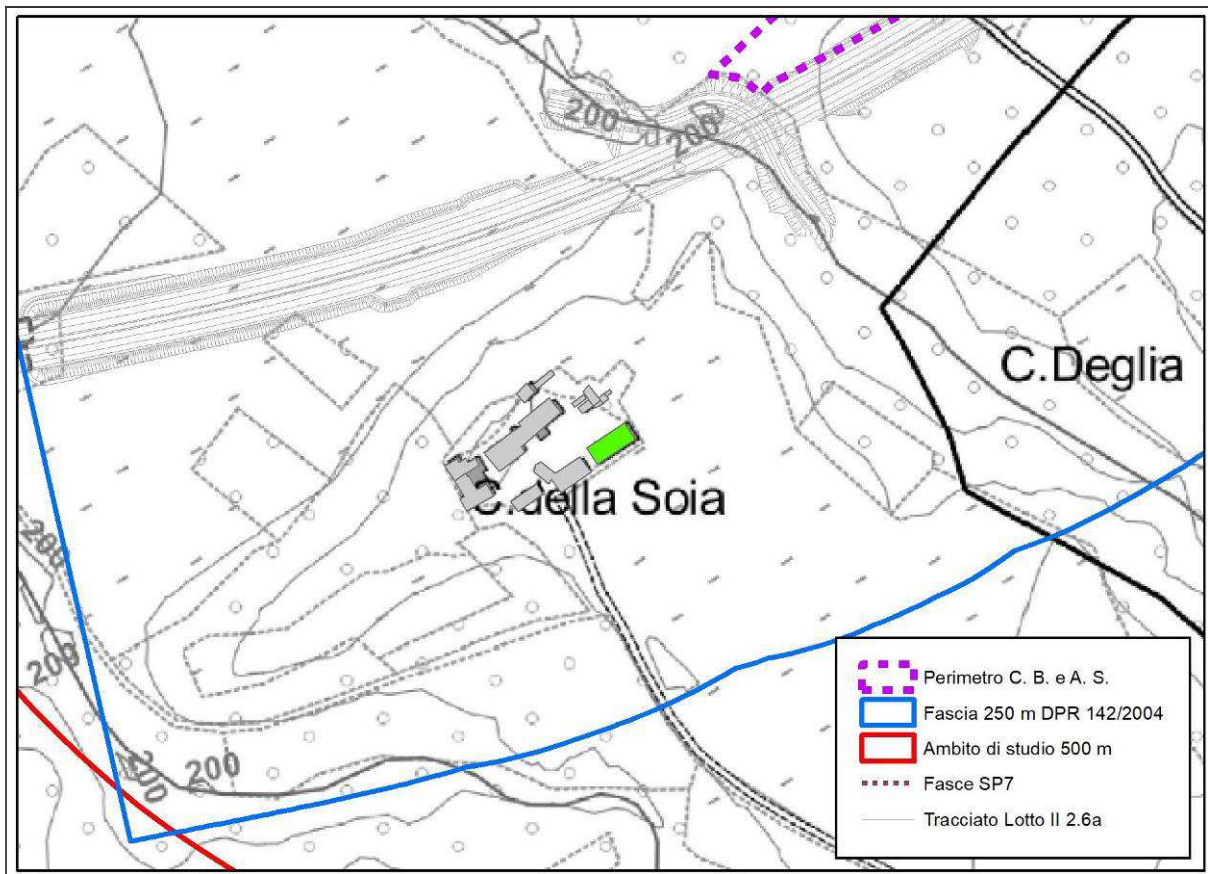 200
200
C.Deglia
C.della Soia
200
200
200
200
Perimetro C. B. e A. S.
Fascia 250 m DPR 142/2004
Ambito di studio 500 m
Fasce SP7
Tracciato Lotto II 2.6a